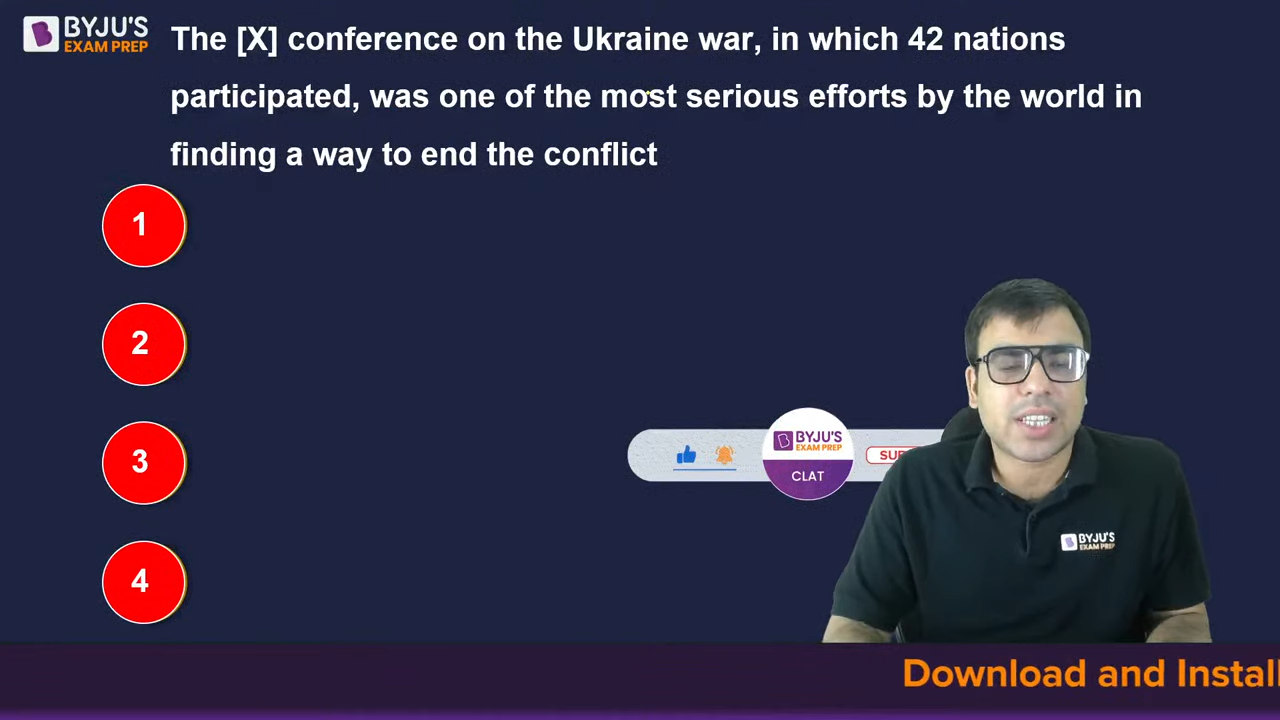 BYJU'S
EXAM PREP
The [X] conference on the Ukraine war, in which 42 nations
participated, was one of the most serious efforts by the world in
finding a way to end the conflict
1
2
3
4
BYJU'S
EXAM PREP
CLAT
SUB
BYJU'S
EXAM PREP
Download and Install